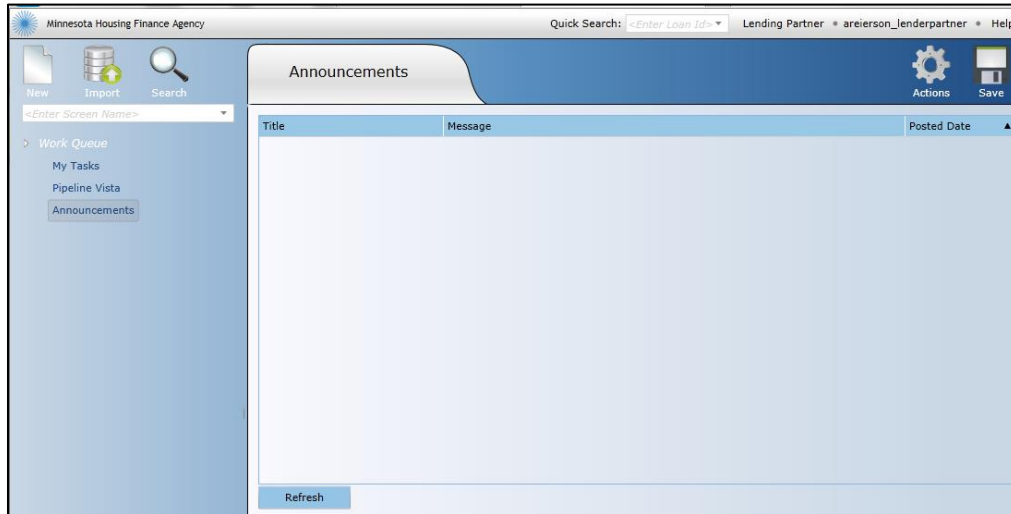 Minnesota Housing Finance Agency Quick Search: <Enter Loan Id> Lending Partner • areierson_lenderpartner • Help
New Import Search
Announcements
Actions Save
<Enter Screen Name>
Title Message Posted Date
Work Queue
My Tasks
Pipeline Vista
Announcements
Refresh